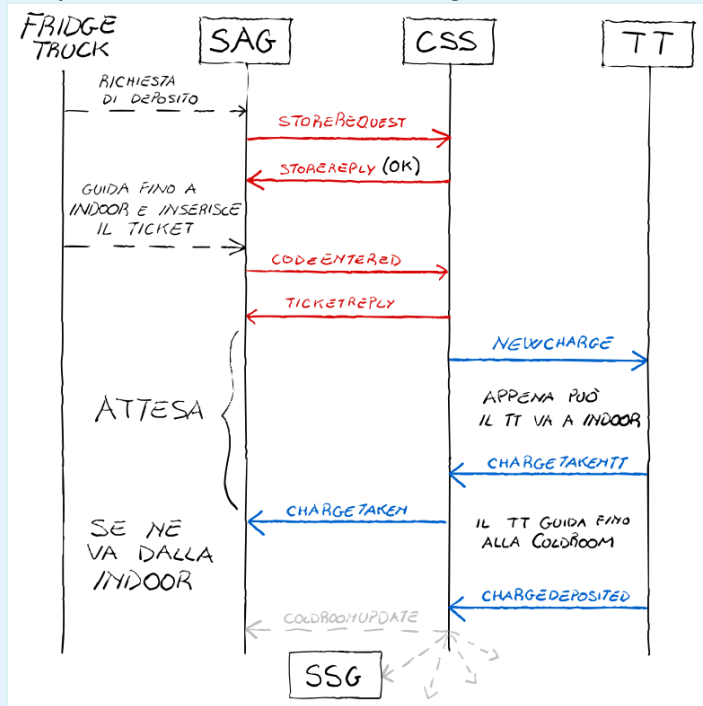 FRIDGE
TRUCK
SAG
CSS
TT
RICHIESTA
DI DEPOSITO
STOREREQUEST
STOREREPLY (OK)
GUIDA FINO A
INDOOR E INSERISCE
IL TICKET
CODEENTERED
TICKETREPLY
NEWCHARGE
ATTESA
APPENA PUÒ
IL TT VA A INDOOR
CHARGETAKENTT
CHARGETAKEN
SE NE
VA DALLA
INDOOR
IL TT GUIDA FINO
ALLA COLDROOM
CHARGEDEPOSITED
COLDROOMUPDATE
SSG